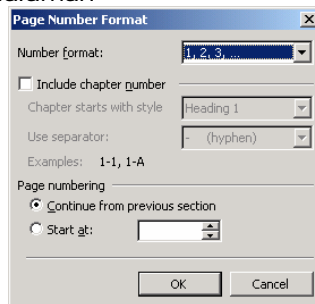 Page Number Format
Number format: 1, 2, 3, ...
Include chapter number
Chapter starts with style Heading 1
Use separator: - (hyphen)
Examples: 1-1, 1-A
Page numbering
Continue from previous section
Start at:
OK Cancel